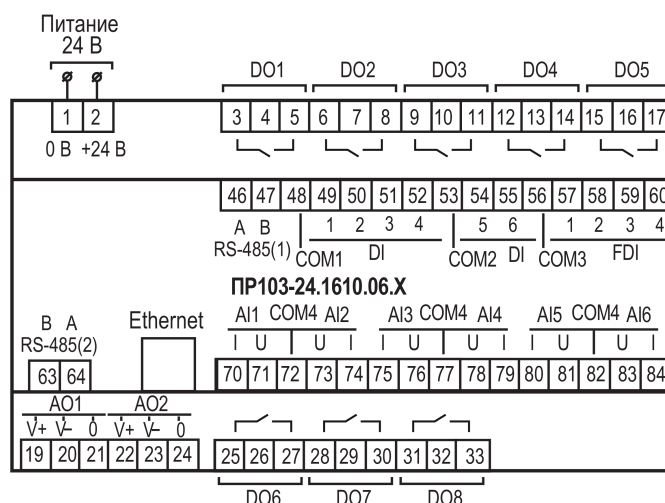 Питание
24 В
DO1 DO2 DO3 DO4 DO5
1 2 3 4 5 6 7 8 9 10 11 12 13 14 15 16 17
0 В +24 В
46 47 48 49 50 51 52 53 54 55 56 57 58 59 60
A B 1 2 3 4 5 6 1 2 3 4
RS-485(1) COM1 DI COM2 DI COM3 FDI
ПР103-24.1610.06.X
B A Ethernet AI1 COM4 AI2 AI3 COM4 AI4 AI5 COM4 AI6
RS-485(2) I U U I I U U I I U U I
63 64 70 71 72 73 74 75 76 77 78 79 80 81 82 83 84
AO1 AO2
V+ V– 0 V+ V– 0
19 20 21 22 23 24 25 26 27 28 29 30 31 32 33
DO6 DO7 DO8